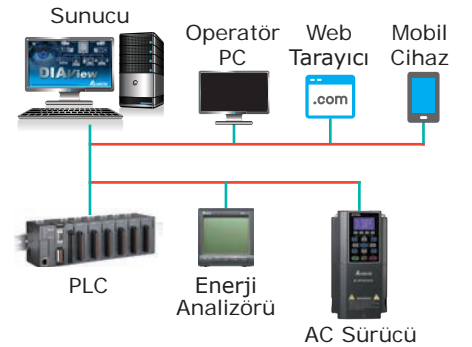 Sunucu
Operatör
PC
Web
Tarayıcı
Mobil
Cihaz
DIAView
.com
PLC
Enerji
Analizörü
AC Sürücü